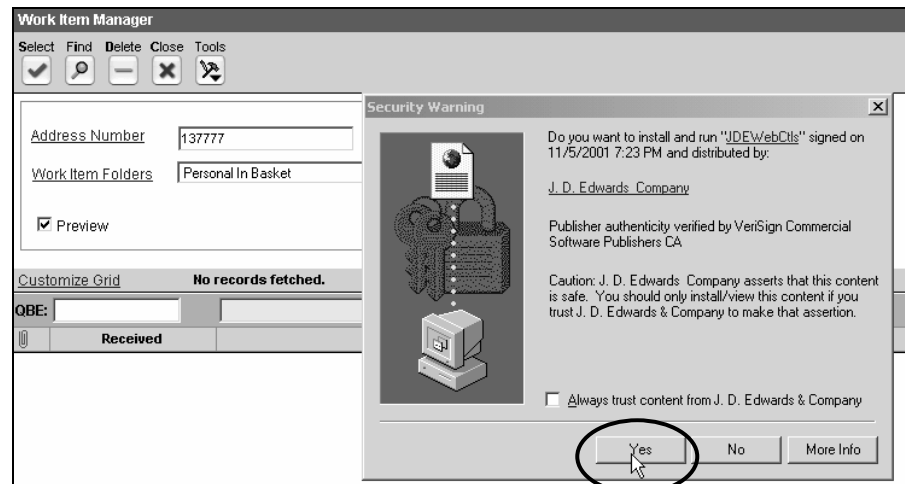 Work Item Manager
Select Find Delete Close Tools
Address Number 137777
Work Item Folders Personal In Basket
Preview
Customize Grid No records fetched.
QBE:
Received
Security Warning
Do you want to install and run "JDEWebCtls" signed on
11/5/2001 7:23 PM and distributed by:
J. D. Edwards Company
Publisher authenticity verified by VeriSign Commercial
Software Publishers CA
Caution: J. D. Edwards Company asserts that this content
is safe. You should only install/view this content if you
trust J. D. Edwards & Company to make that assertion.
Always trust content from J. D. Edwards & Company
Yes No More Info